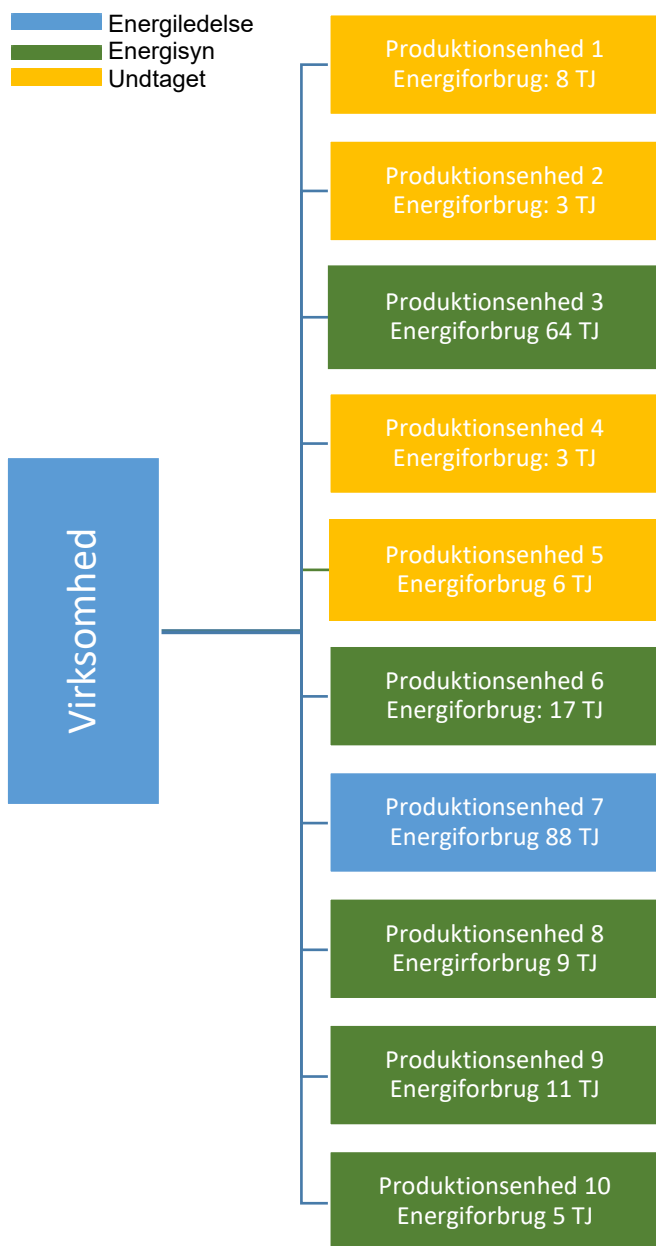 Energiledelse
Energisyn
Undtaget
Produktionsenhed 1
Energiforbrug: 8 TJ
Produktionsenhed 2
Energiforbrug: 3 TJ
Produktionsenhed 3
Energiforbrug 64 TJ
Produktionsenhed 4
Energiforbrug: 3 TJ
Produktionsenhed 5
Energiforbrug 6 TJ
Virksomhed
Produktionsenhed 6
Energiforbrug: 17 TJ
Produktionsenhed 7
Energiforbrug 88 TJ
Produktionsenhed 8
Energirforbrug 9 TJ
Produktionsenhed 9
Energiforbrug 11 TJ
Produktionsenhed 10
Energiforbrug 5 TJ